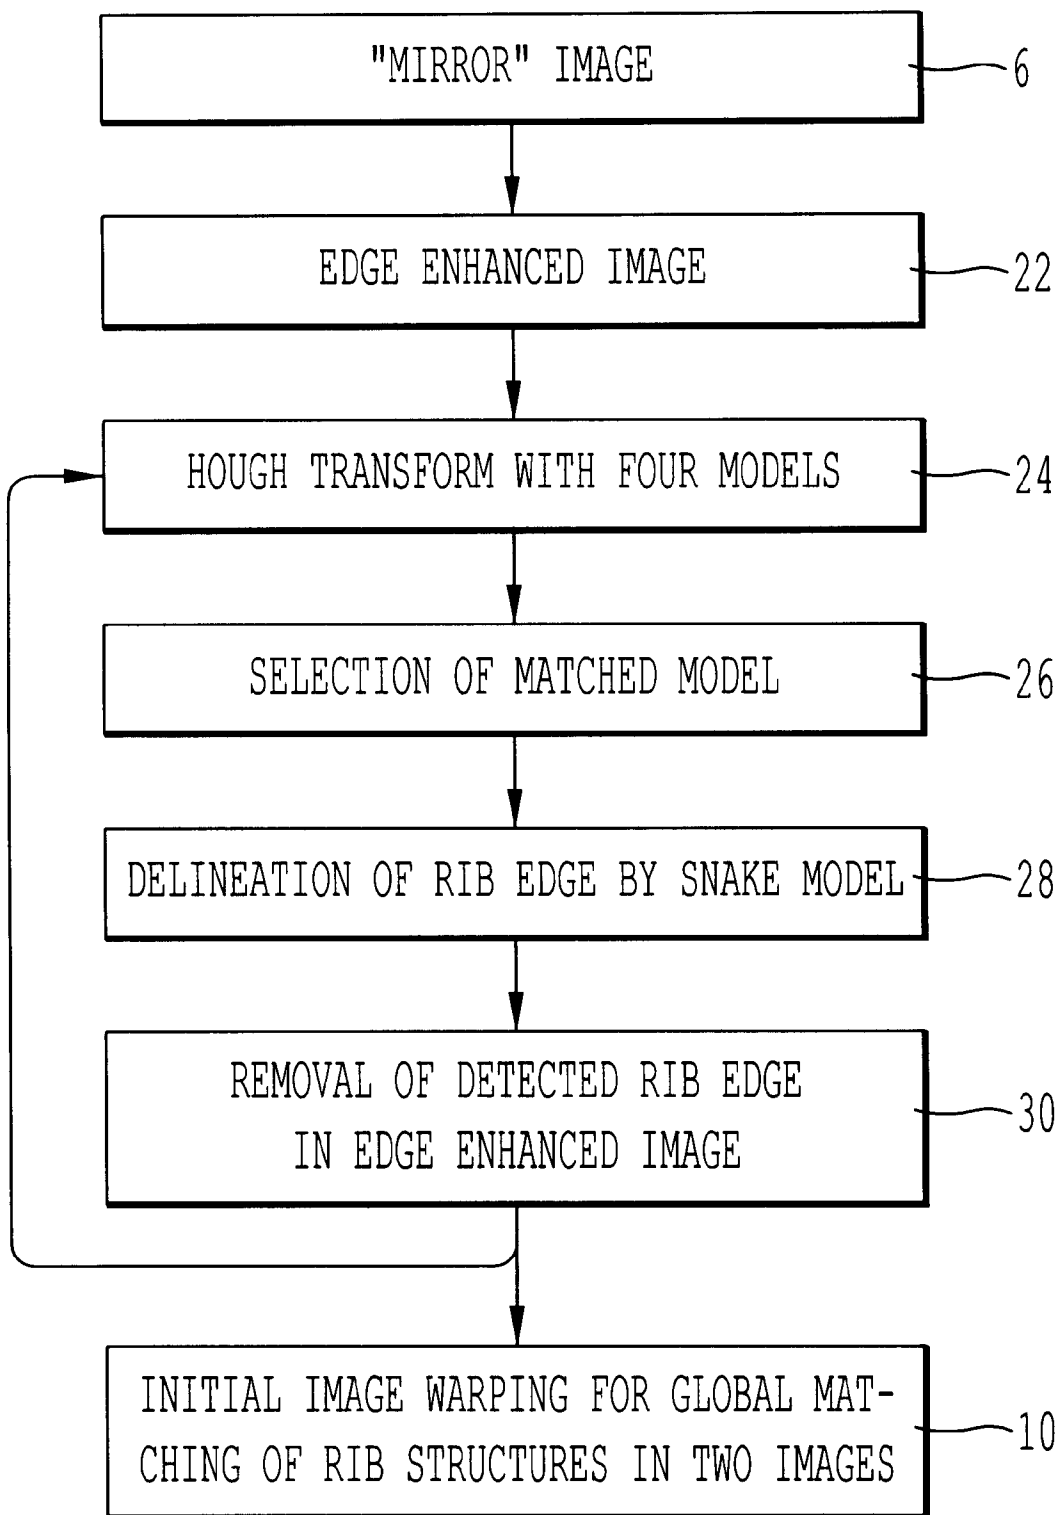 "MIRROR" IMAGE
6
EDGE ENHANCED IMAGE
22
HOUGH TRANSFORM WITH FOUR MODELS
24
SELECTION OF MATCHED MODEL
26
DELINEATION OF RIB EDGE BY SNAKE MODEL
28
REMOVAL OF DETECTED RIB EDGE
IN EDGE ENHANCED IMAGE
30
INITIAL IMAGE WARPING FOR GLOBAL MAT-
CHING OF RIB STRUCTURES IN TWO IMAGES
10